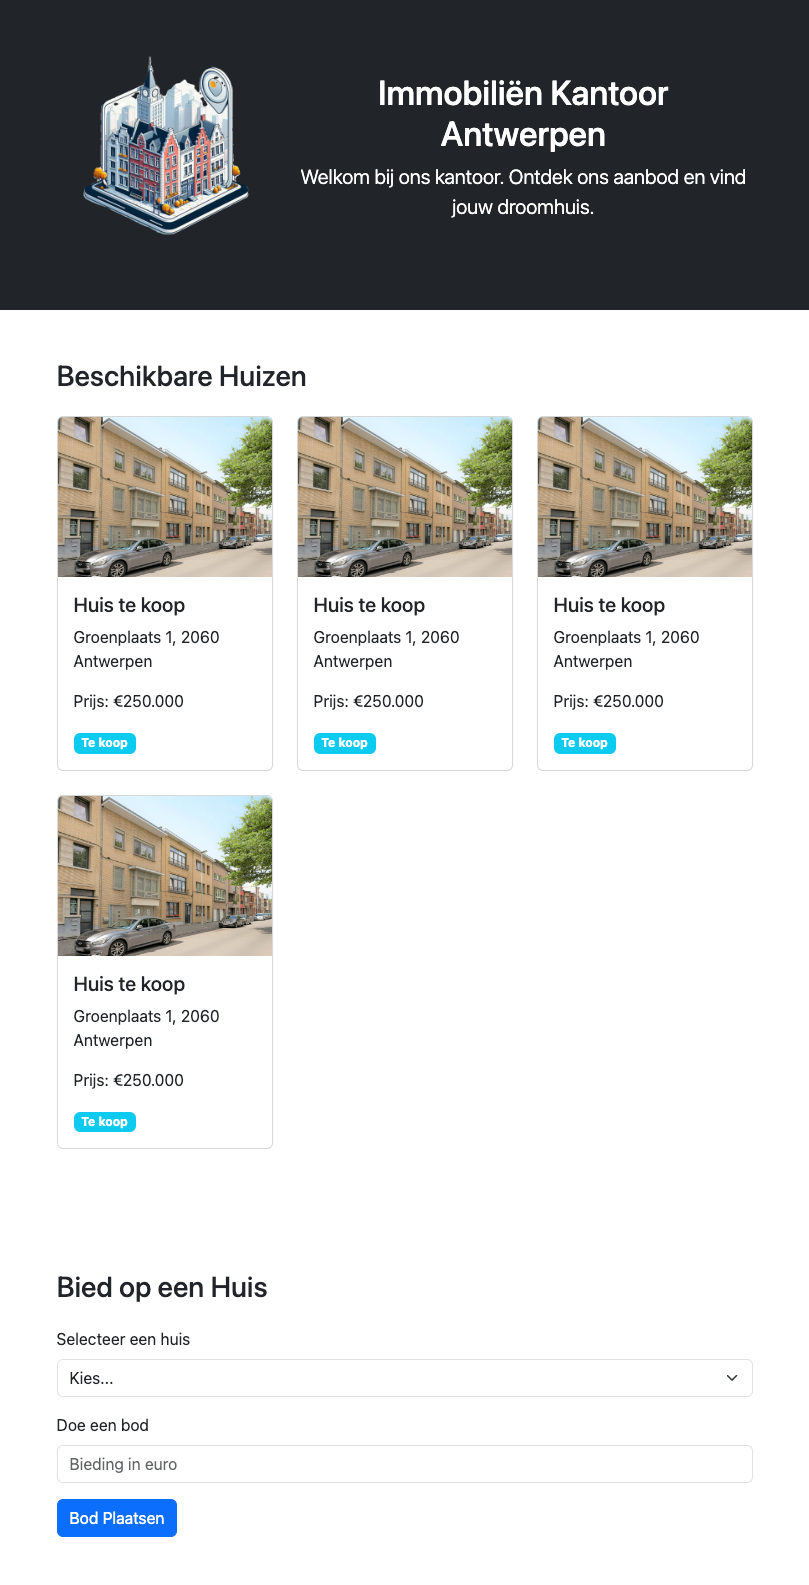 Immobiliën Kantoor
Antwerpen
Welkom bij ons kantoor. Ontdek ons aanbod en vind
jouw droomhuis.
Beschikbare Huizen
Huis te koop
Groenplaats 1, 2060
Antwerpen
Prijs: €250.000
Te koop
Huis te koop
Groenplaats 1, 2060
Antwerpen
Prijs: €250.000
Te koop
Huis te koop
Groenplaats 1, 2060
Antwerpen
Prijs: €250.000
Te koop
Huis te koop
Groenplaats 1, 2060
Antwerpen
Prijs: €250.000
Te koop
Bied op een Huis
Selecteer een huis
Kies...
Doe een bod
Bieding in euro
Bod Plaatsen